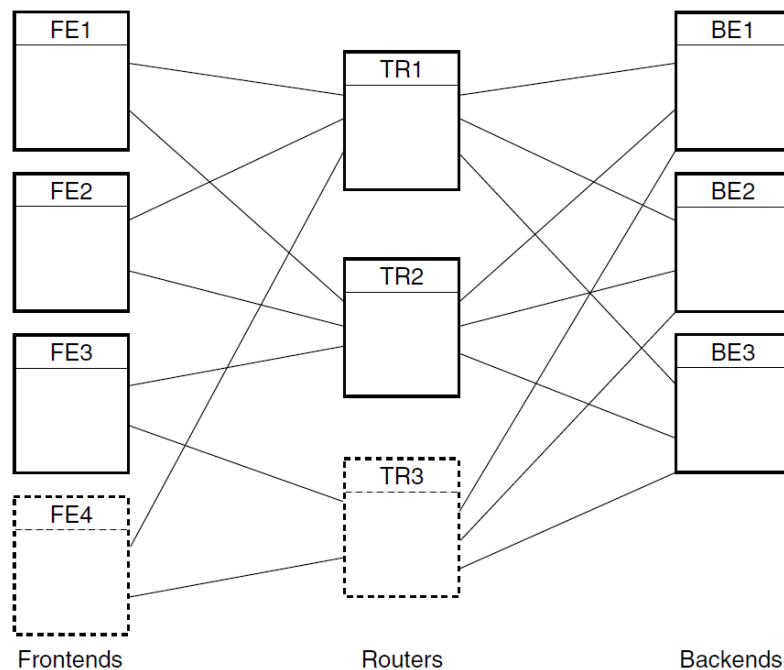 FE1
FE2
FE3
FE4
TR1
TR2
TR3
BE1
BE2
BE3
Frontends
Routers
Backends